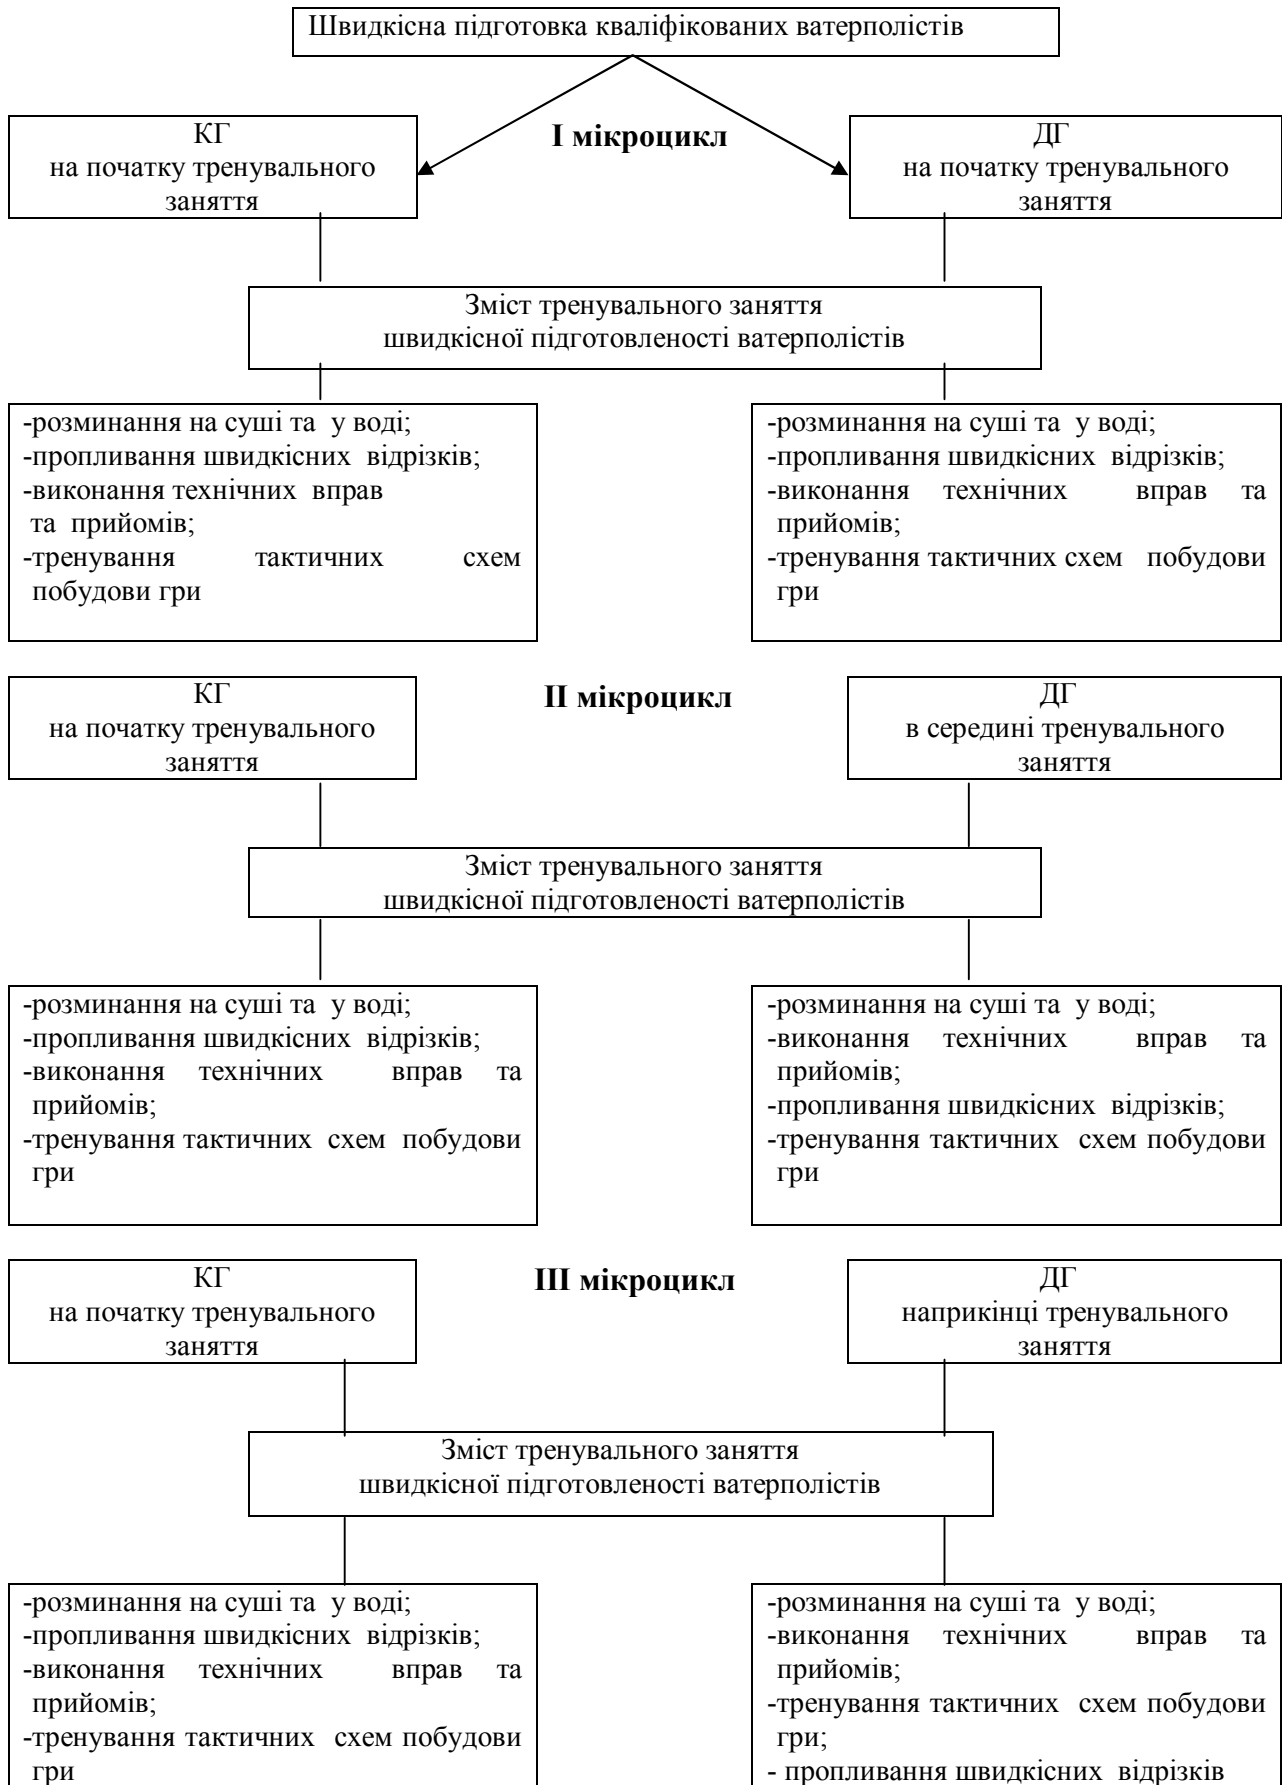 Швидкісна підготовка кваліфікованих ватерполістів
КГ
на початку тренувального
заняття
І мікроцикл
ДГ
на початку тренувального
заняття
Зміст тренувального заняття
швидкісної підготовленості ватерполістів
-розминання на суші та у воді;
-пропливання швидкісних відрізків;
-виконання технічних вправ
та прийомів;
-тренування тактичних схем
побудови гри
-розминання на суші та у воді;
-пропливання швидкісних відрізків;
-виконання технічних вправ та
прийомів;
-тренування тактичних схем побудови
гри
КГ
на початку тренувального
заняття
ІІ мікроцикл
ДГ
в середині тренувального
заняття
Зміст тренувального заняття
швидкісної підготовленості ватерполістів
-розминання на суші та у воді;
-пропливання швидкісних відрізків;
-виконання технічних вправ та
прийомів;
-тренування тактичних схем побудови
гри
-розминання на суші та у воді;
-виконання технічних вправ та
прийомів;
-пропливання швидкісних відрізків;
-тренування тактичних схем побудови
гри
КГ
на початку тренувального
заняття
ІІІ мікроцикл
ДГ
наприкінці тренувального
заняття
Зміст тренувального заняття
швидкісної підготовленості ватерполістів
-розминання на суші та у воді;
-пропливання швидкісних відрізків;
-виконання технічних вправ та
прийомів;
-тренування тактичних схем побудови
гри
-розминання на суші та у воді;
-виконання технічних вправ та
прийомів;
-тренування тактичних схем побудови
гри;
- пропливання швидкісних відрізків